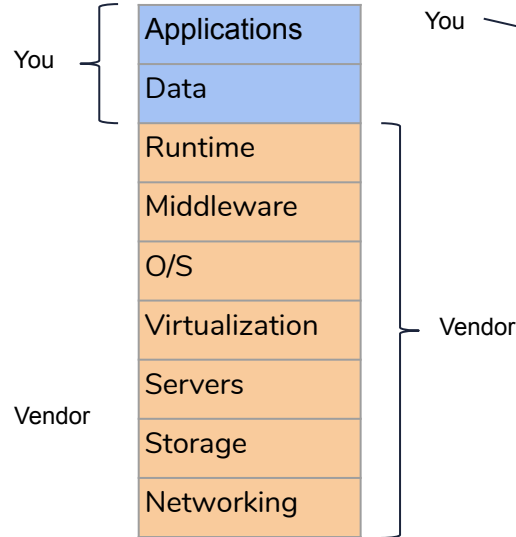 You
Applications
You
Data
Runtime
Middleware
O/S
Virtualization
Vendor
Servers
Vendor
Storage
Networking